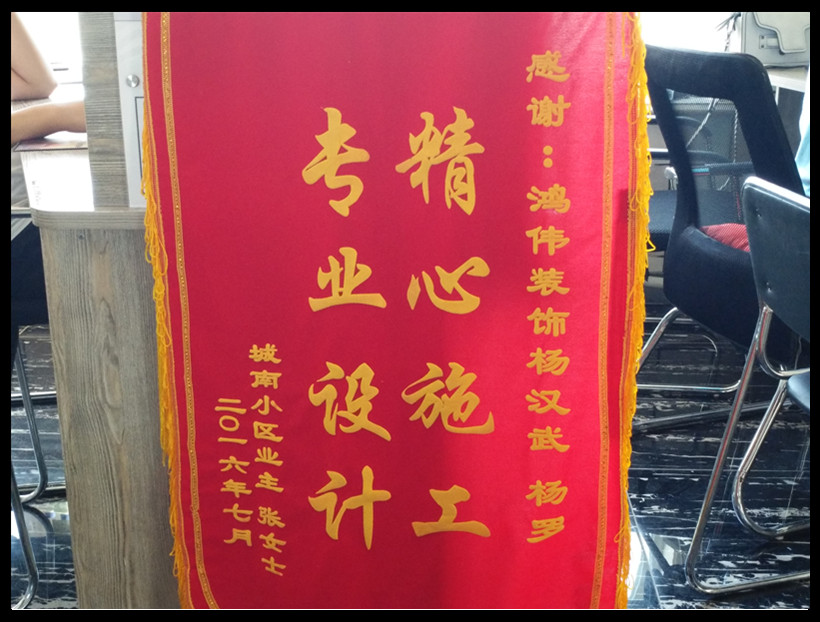 感谢:鸿伟装饰杨汉武 杨罗
精心施工
专业设计
城南小区业主 张女士
二〇一六年七月